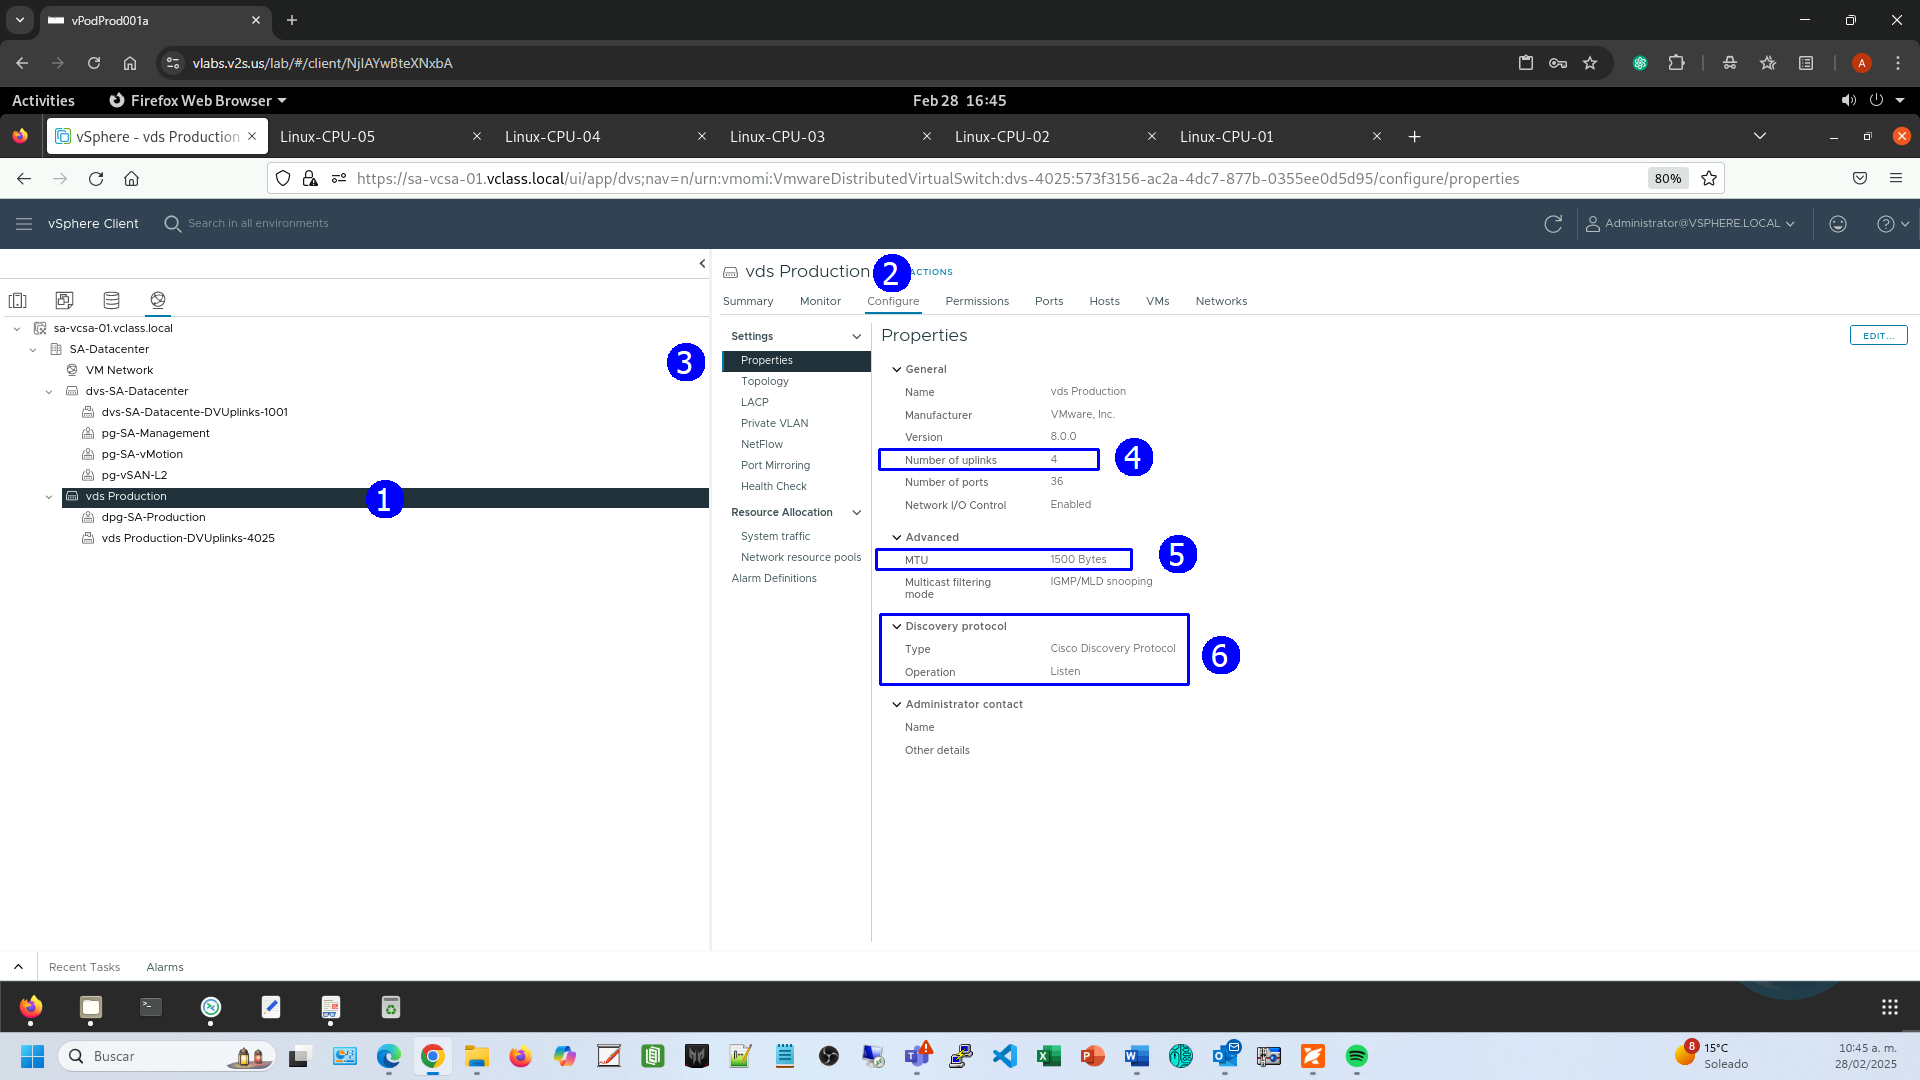 vPodProd001a
vlabs.v2s.us/lab/#/client/NjIAYwBteXNxbA
A
Activities
Firefox Web Browser
Feb 28 16:45
vSphere - vds Production
Linux-CPU-05
Linux-CPU-04
Linux-CPU-03
Linux-CPU-02
Linux-CPU-01
https://sa-vcsa-01.vclass.local/ui/app/dvs;nav=n/urn:vmomi:VmwareDistributedVirtualSwitch:dvs-4025:573f3156-ac2a-4dc7-877b-0355ee0d5d95/configure/properties
80%
vSphere Client
Search in all environments
Administrator@VSPHERE.LOCAL
sa-vcsa-01.vclass.local
SA-Datacenter
VM Network
dvs-SA-Datacenter
dvs-SA-Datacente-DVUplinks-1001
pg-SA-Management
pg-SA-vMotion
pg-vSAN-L2
vds Production
1
dpg-SA-Production
vds Production-DVUplinks-4025
vds Production
2
ACTIONS
Summary
Monitor
Configure
Permissions
Ports
Hosts
VMs
Networks
3
Settings
Properties
Topology
LACP
Private VLAN
NetFlow
Port Mirroring
Health Check
Resource Allocation
System traffic
Network resource pools
Alarm Definitions
Properties
EDIT...
General
Name vds Production
Manufacturer VMware, Inc.
Version 8.0.0
Number of uplinks 4
4
Number of ports 36
Network I/O Control Enabled
Advanced
MTU 1500 Bytes
5
Multicast filtering mode IGMP/MLD snooping
Discovery protocol
Type Cisco Discovery Protocol
Operation Listen
6
Administrator contact
Name
Other details
Recent Tasks
Alarms
Buscar
8
15°C
Soleado
10:45 a. m.
28/02/2025